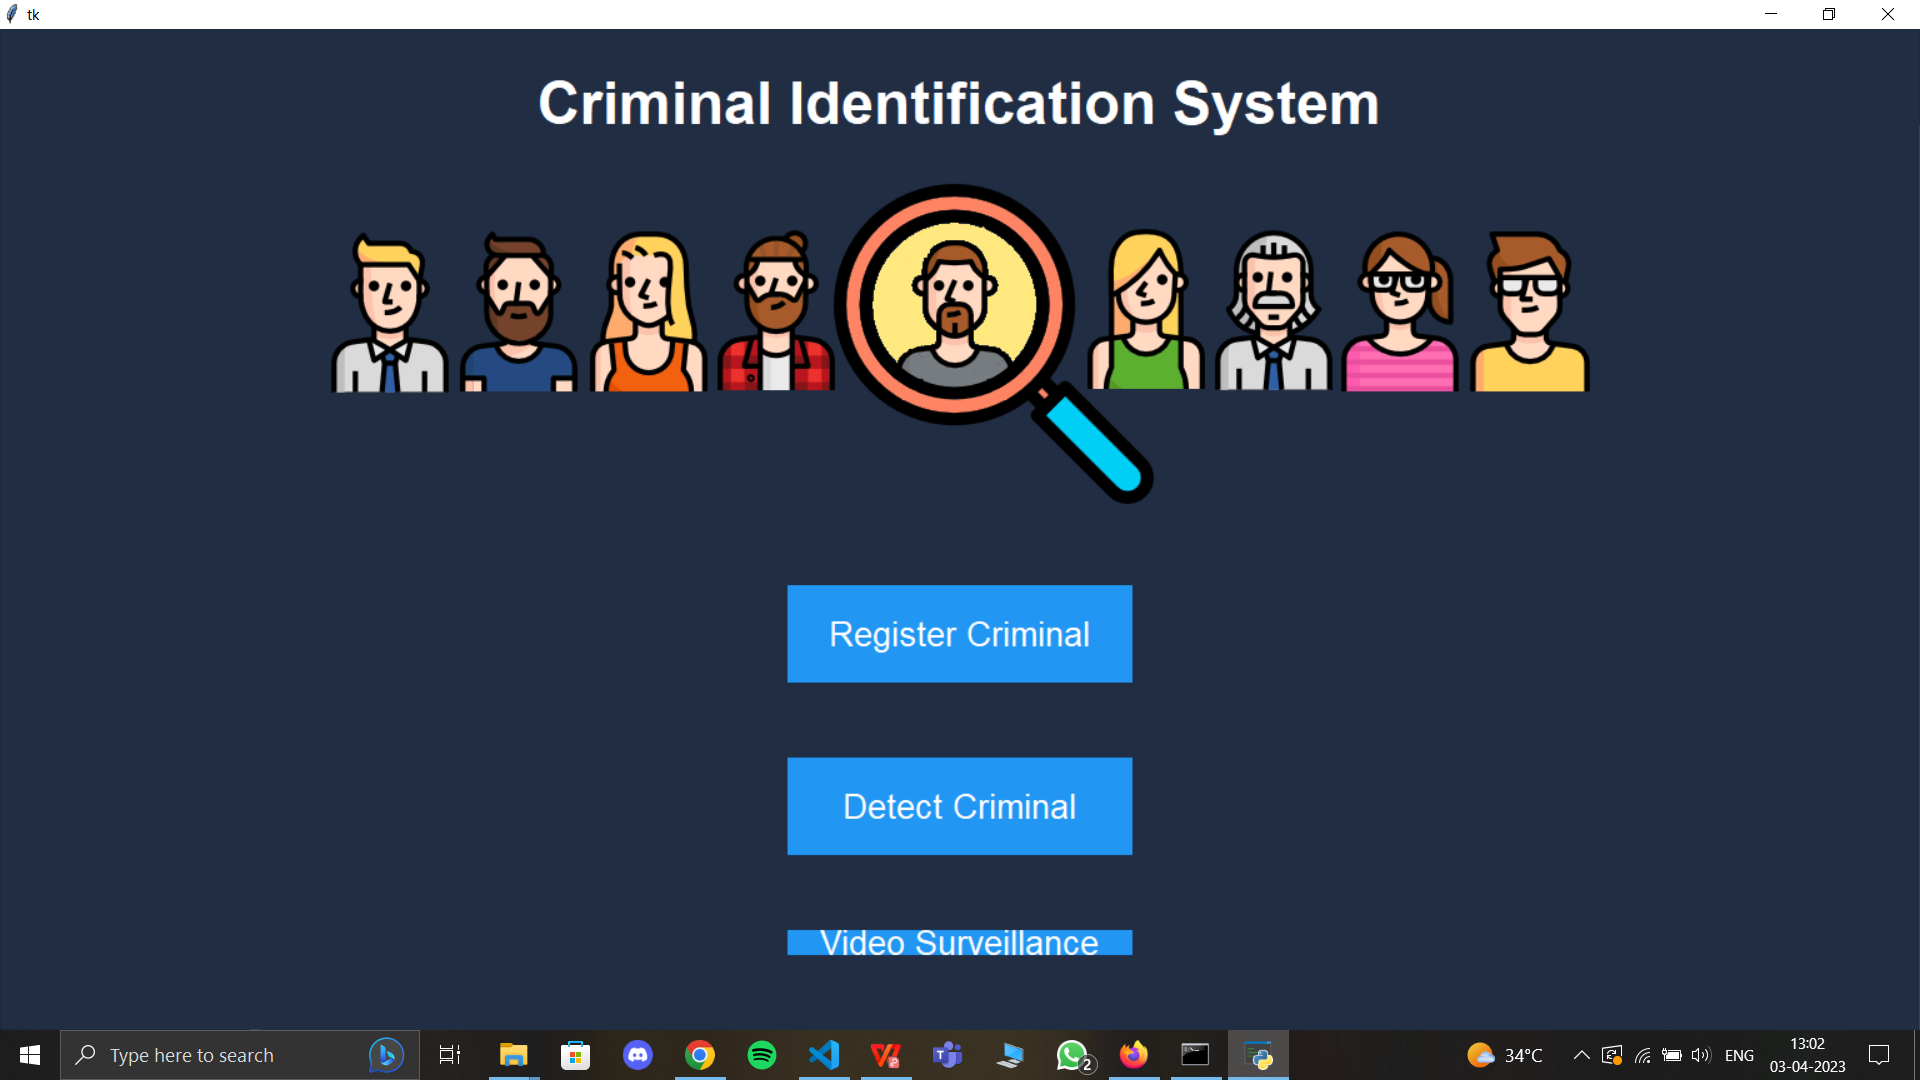 tk
Criminal Identification System
Register Criminal
Detect Criminal
Video Surveillance
Type here to search
2
34°C
ENG
13:02
03-04-2023